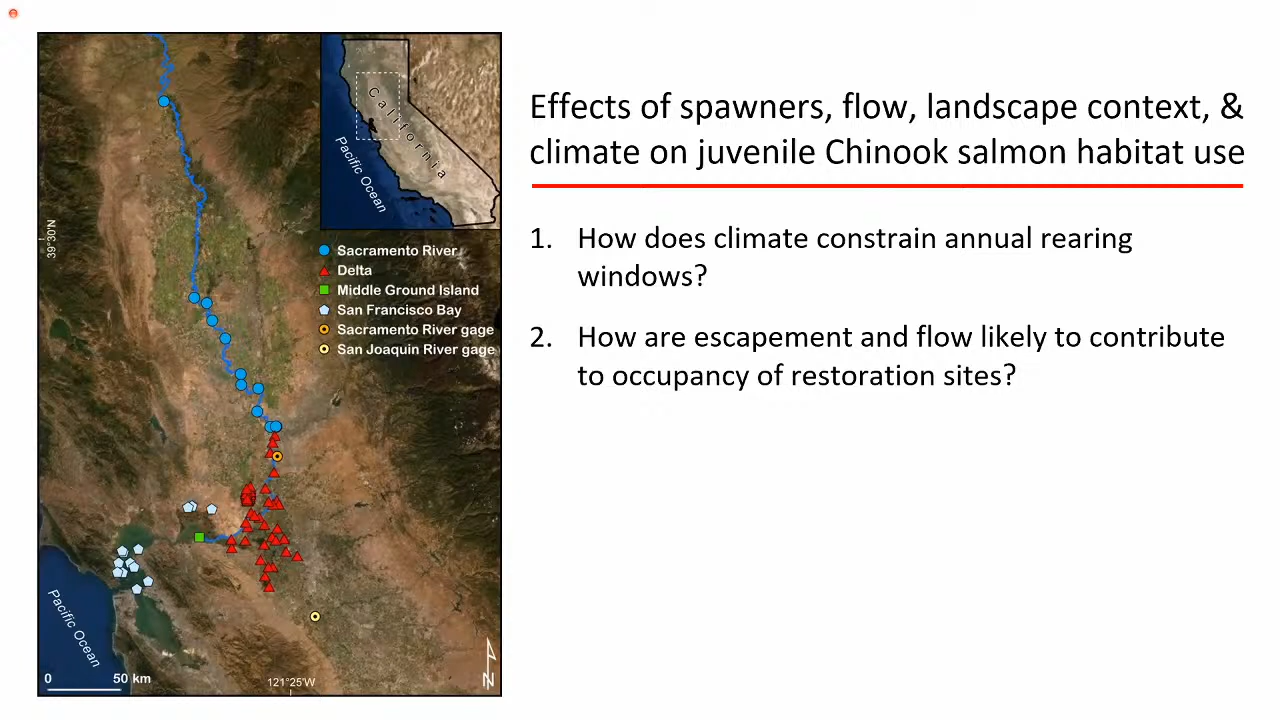 Effects of spawners, flow, landscape context, &
climate on juvenile Chinook salmon habitat use
1. How does climate constrain annual rearing
windows?
2. How are escapement and flow likely to contribute
to occupancy of restoration sites?
California
Pacific Ocean
39°30'N
Sacramento River
Delta
Middle Ground Island
San Francisco Bay
Sacramento River gage
San Joaquin River gage
Pacific Ocean
0 50 km
121°25'W
N